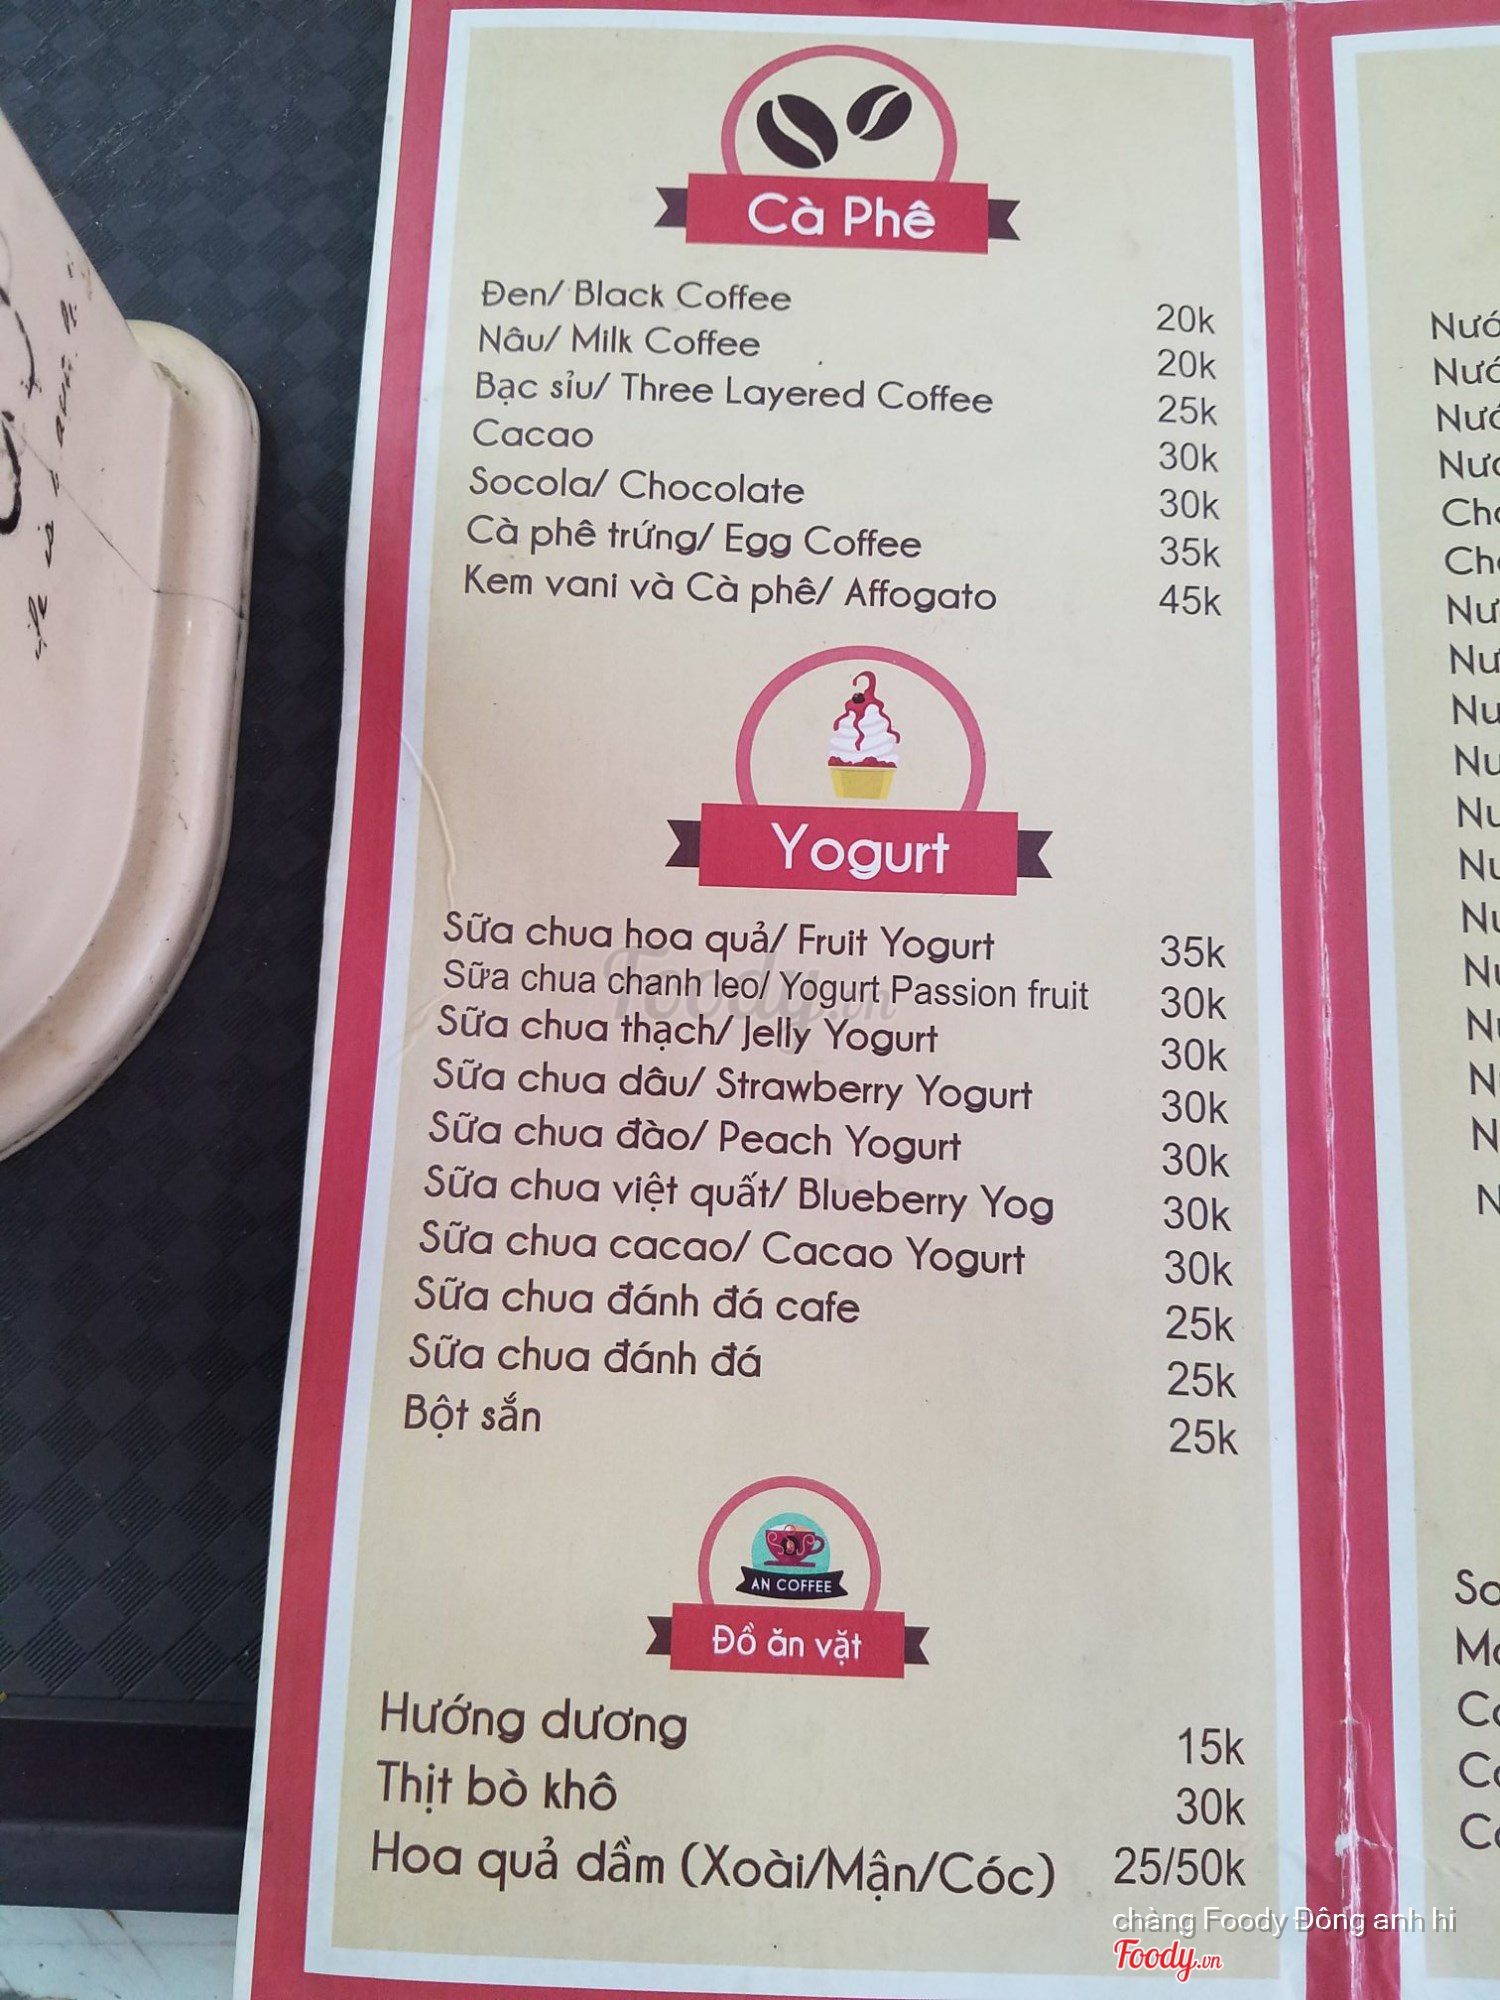 Cà Phê
Đen/ Black Coffee 20k
Nâu/ Milk Coffee 20k
Bạc sỉu/ Three Layered Coffee 25k
Cacao 30k
Socola/ Chocolate 30k
Cà phê trứng/ Egg Coffee 35k
Kem vani và Cà phê/ Affogato 45k
Yogurt
Sữa chua hoa quả/ Fruit Yogurt 35k
Sữa chua chanh leo/ Yogurt Passion fruit 30k
Sữa chua thạch/ Jelly Yogurt 30k
Sữa chua dâu/ Strawberry Yogurt 30k
Sữa chua đào/ Peach Yogurt 30k
Sữa chua việt quất/ Blueberry Yog 30k
Sữa chua cacao/ Cacao Yogurt 30k
Sữa chua đánh đá cafe 25k
Sữa chua đánh đá 25k
Bột sắn 25k
AN COFFEE
Đồ ăn vặt
Hướng dương 15k
Thịt bò khô 30k
Hoa quả dầm (Xoài/Mận/Cóc) 25/50k
Foody.vn
chàng Foody Đông anh hi
Foody.vn